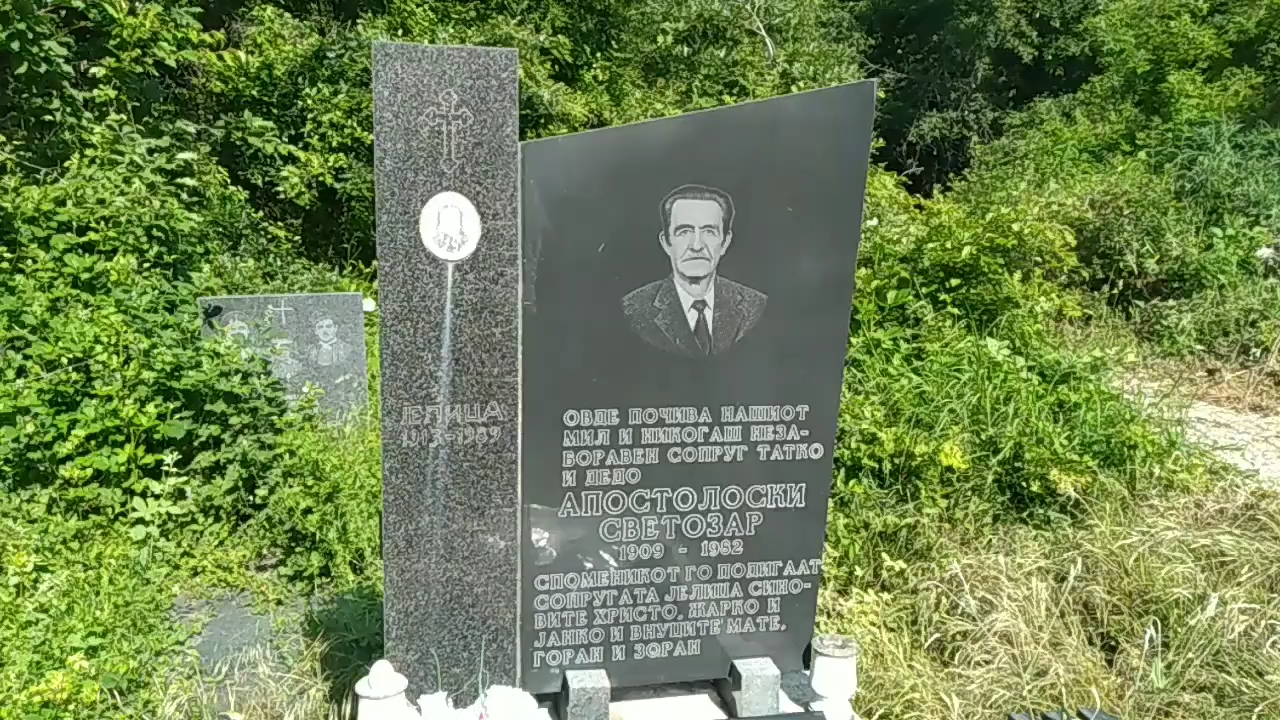 ЈЕЛИЦА
1913-1989
ОВДЕ ПОЧИВА НАШИОТ
МИЛ И НИКОГАШ НЕЗА-
БОРАВЕН СОПРУГ ТАТКО
И ДЕДО
АПОСТОЛОСКИ
СВЕТОЗАР
1909 - 1982
СПОМЕНИКОТ ГО ПОДИГААТ
СОПРУГАТА ЈЕЛИЦА СИНО-
ВИТЕ ХРИСТО, ЖАРКО И
ЈАНКО И ВНУЦИТЕ МАТЕ,
ГОРАН И ЗОРАН